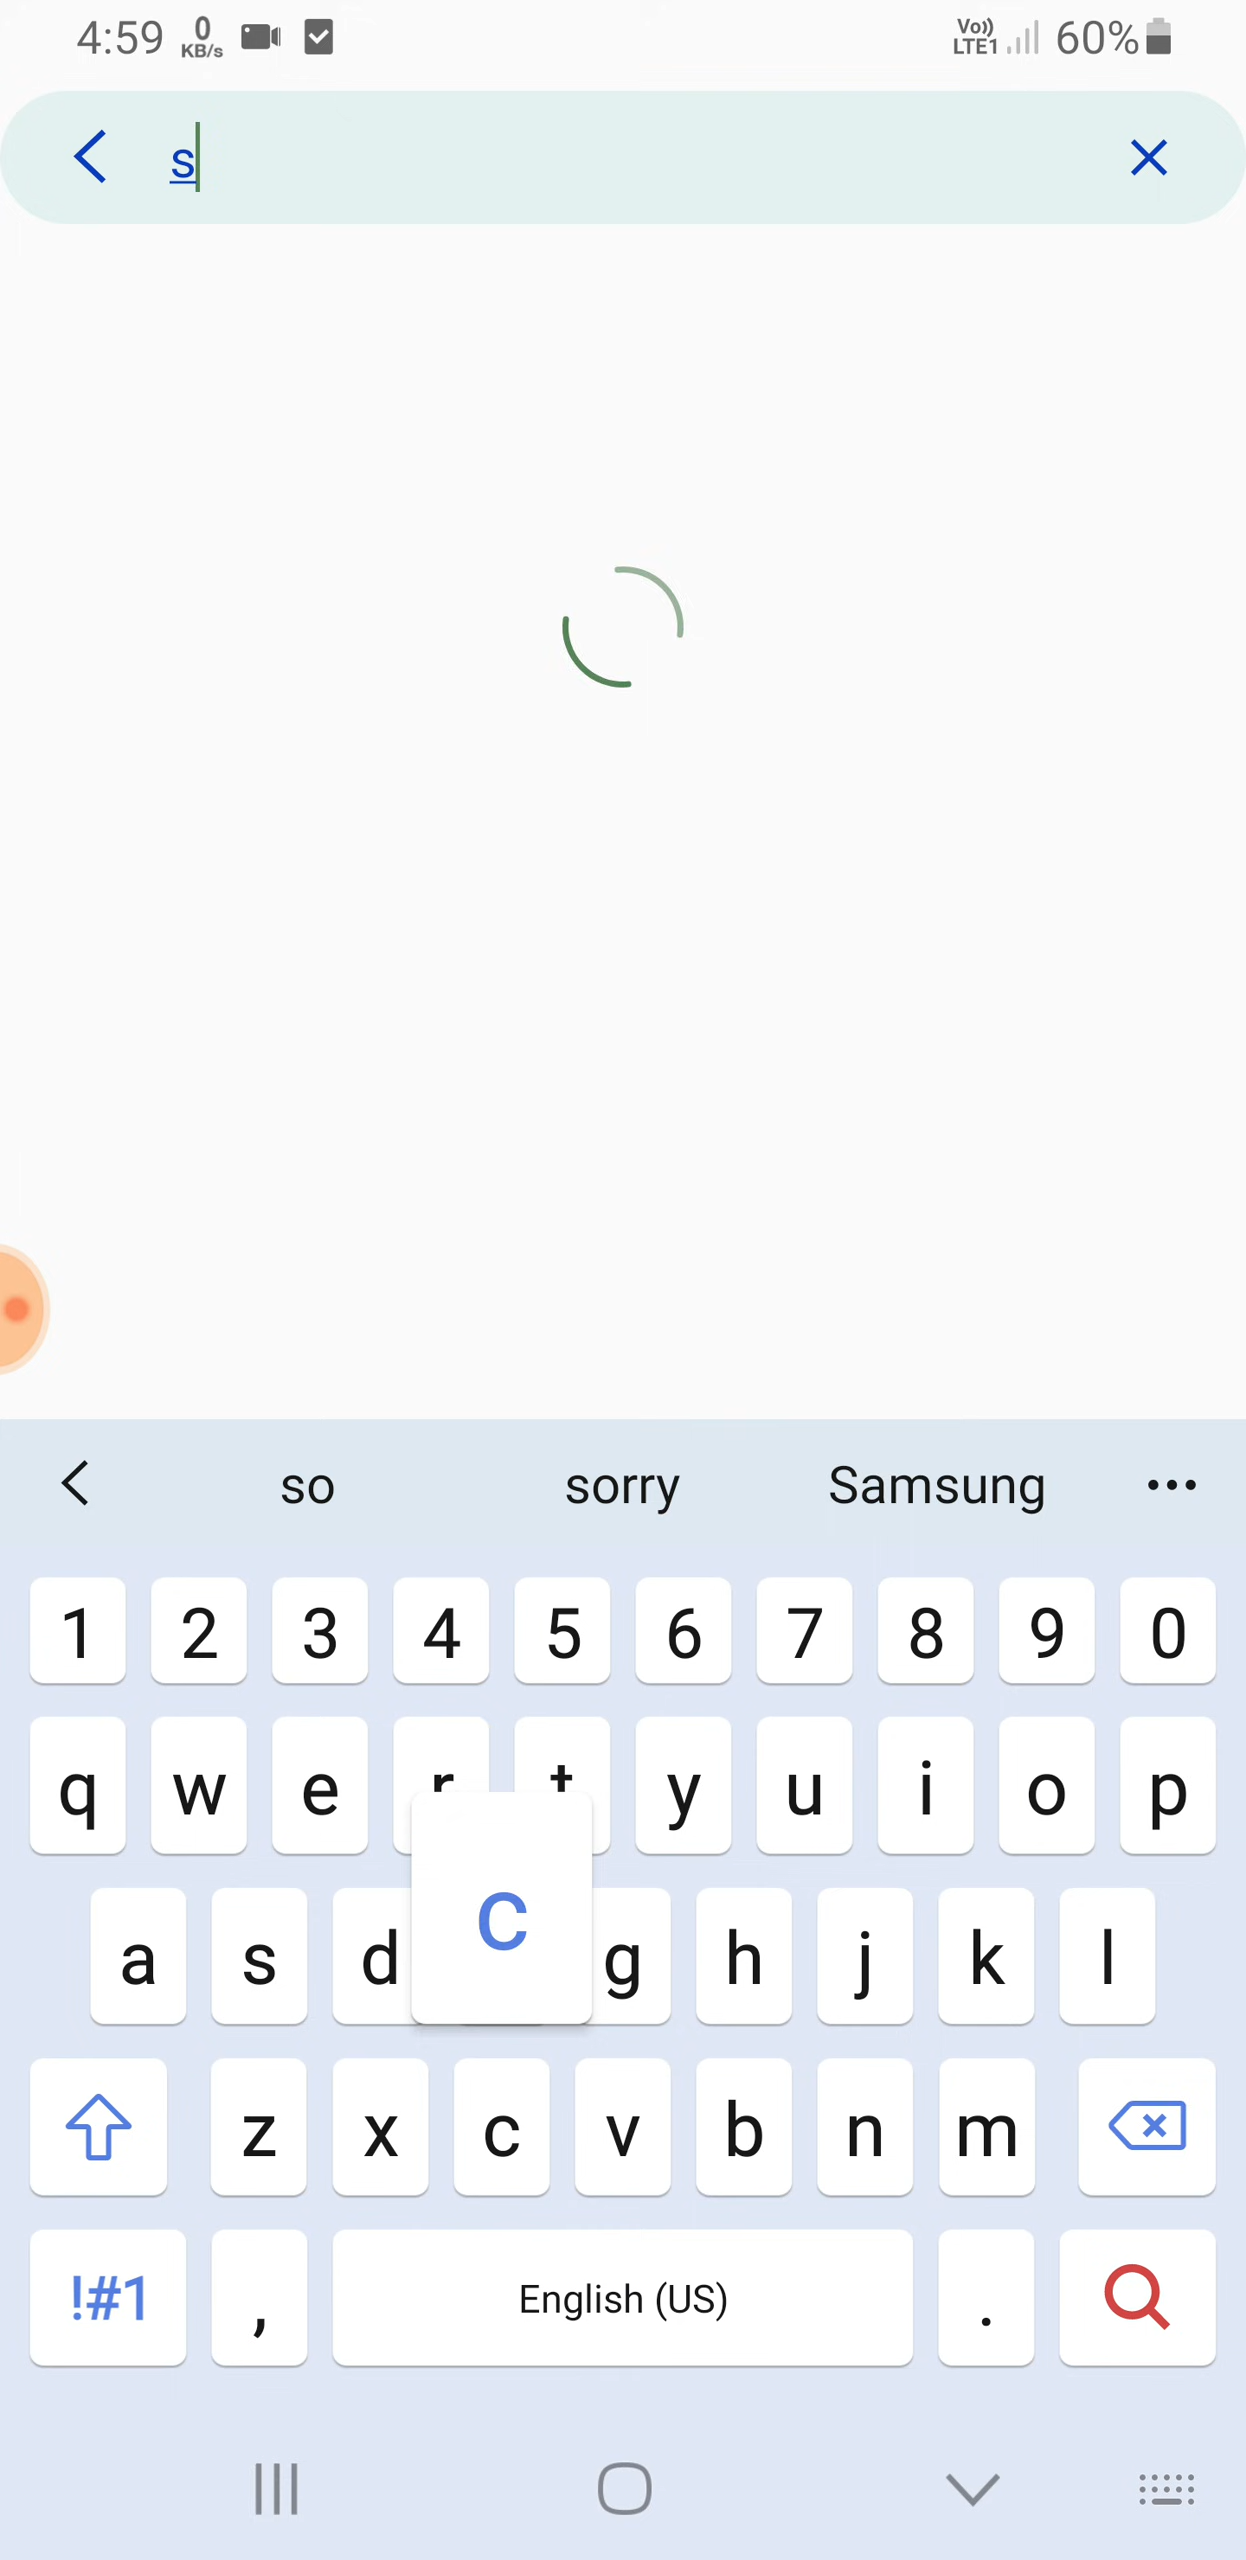 4:59 0 KB/s Vo)) LTE1 60%
s
so sorry Samsung
1 2 3 4 5 6 7 8 9 0
q w e r t y u i o p
a s d c g h j k l
z x c v b n m
!#1 , English (US) .